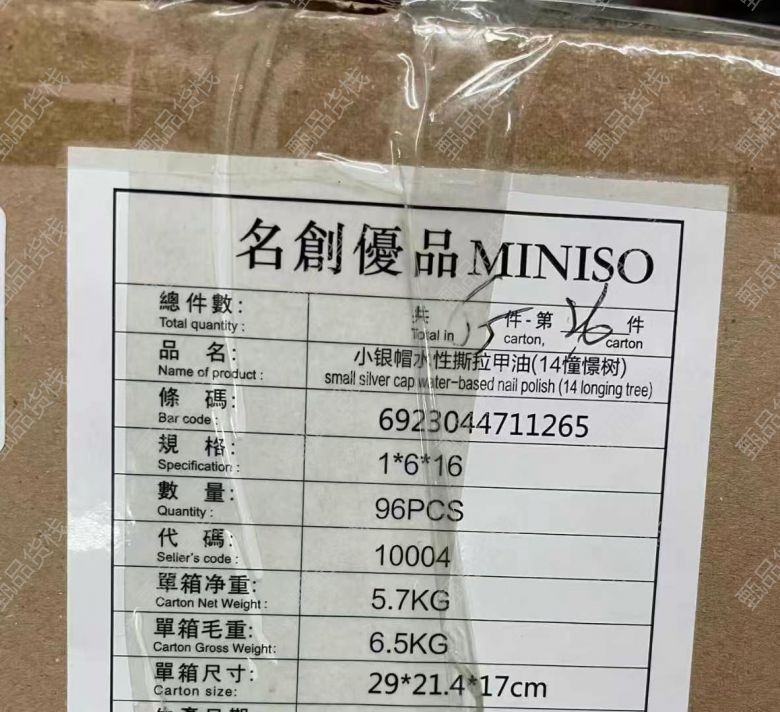 名創優品MINISO
總件數: 共 件-第 件
Total quantity: Total in carton, carton
品 名: 小银帽水性撕拉甲油(14憧憬树)
Name of product: small silver cap water-based nail polish (14 longing tree)
條 碼: 6923044711265
Bar code:
規 格: 1*6*16
Specification:
數 量: 96PCS
Quantity:
代 碼: 10004
Seller's code:
單箱净重: 5.7KG
Carton Net Weight:
單箱毛重: 6.5KG
Carton Gross Weight:
單箱尺寸: 29*21.4*17cm
Carton size:
甄品货栈